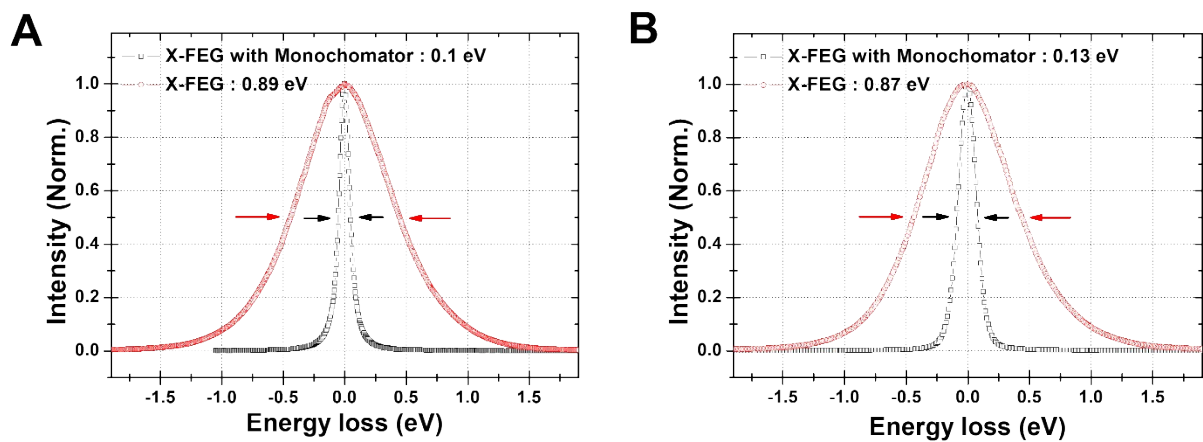 A
X-FEG with Monochomator : 0.1 eV
X-FEG : 0.89 eV
Intensity (Norm.)
1.0
0.8
0.6
0.4
0.2
0.0
-1.5 -1.0 -0.5 0.0 0.5 1.0 1.5
Energy loss (eV)
B
X-FEG with Monochomator : 0.13 eV
X-FEG : 0.87 eV
Intensity (Norm.)
1.0
0.8
0.6
0.4
0.2
0.0
-1.5 -1.0 -0.5 0.0 0.5 1.0 1.5
Energy loss (eV)